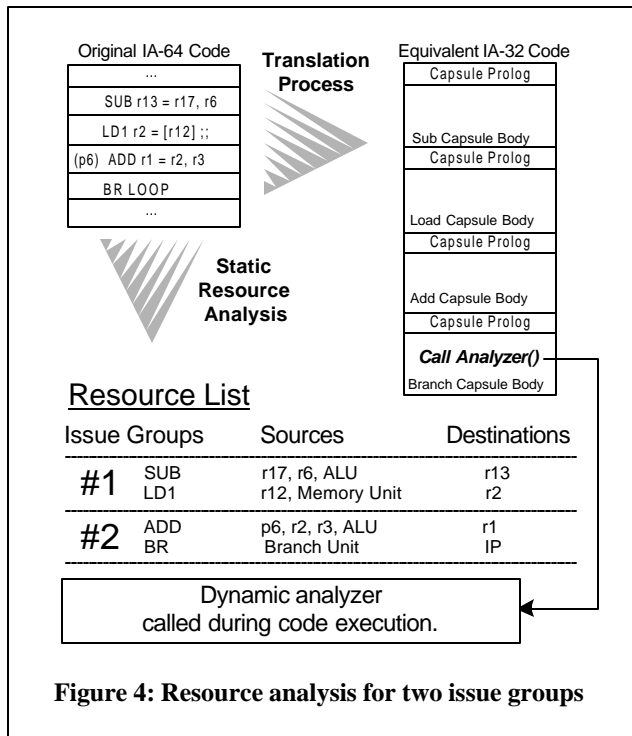 Original IA-64 Code
...
SUB r13 = r17, r6
LD1 r2 = [r12] ;;
(p6) ADD r1 = r2, r3
BR LOOP
...
Translation
Process
Equivalent IA-32 Code
Capsule Prolog
Sub Capsule Body
Capsule Prolog
Load Capsule Body
Capsule Prolog
Add Capsule Body
Capsule Prolog
Call Analyzer()
Branch Capsule Body
Static
Resource
Analysis
Resource List
Issue Groups Sources Destinations
#1 SUB r17, r6, ALU r13
LD1 r12, Memory Unit r2
#2 ADD p6, r2, r3, ALU r1
BR Branch Unit IP
Dynamic analyzer
called during code execution.
Figure 4: Resource analysis for two issue groups